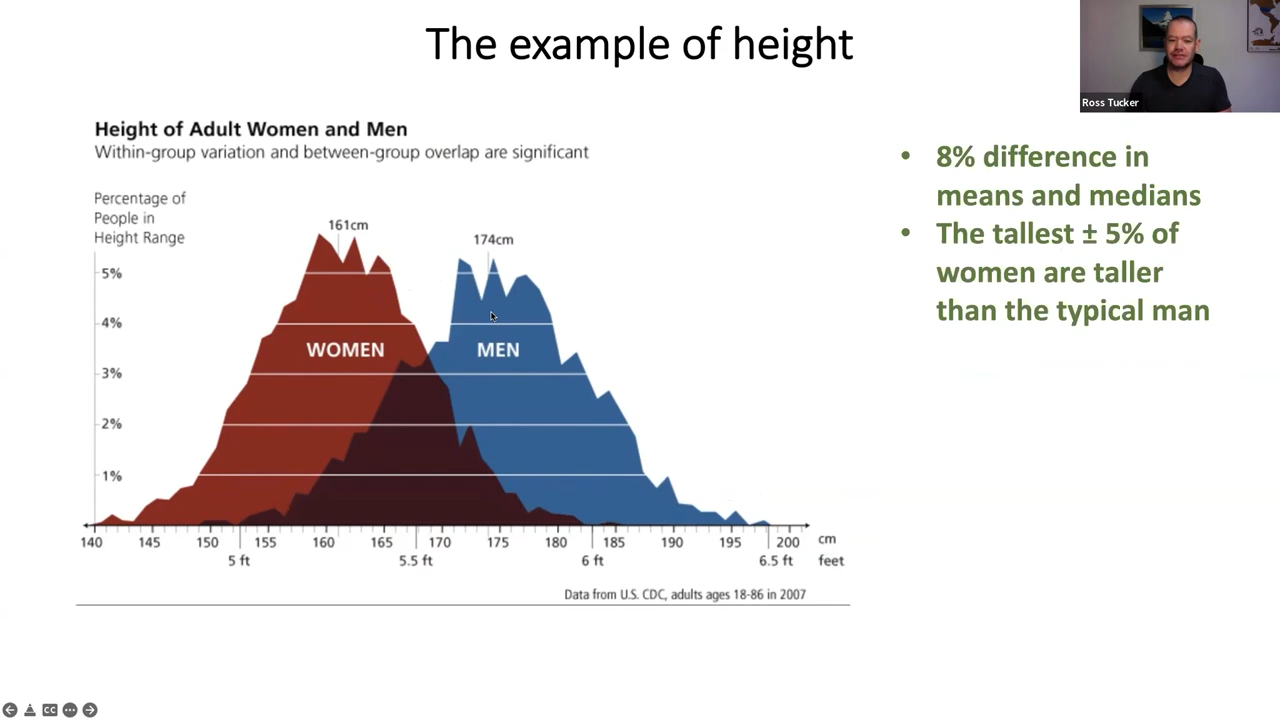 The example of height
Ross Tucker
Height of Adult Women and Men
Within-group variation and between-group overlap are significant
Percentage of
People in
Height Range
161cm
174cm
5%
4%
3%
2%
1%
WOMEN
MEN
140 145 150 155 160 165 170 175 180 185 190 195 200 cm
5 ft 5.5 ft 6 ft 6.5 ft feet
Data from U.S. CDC, adults ages 18-86 in 2007
• 8% difference in
means and medians
• The tallest ± 5% of
women are taller
than the typical man
CC